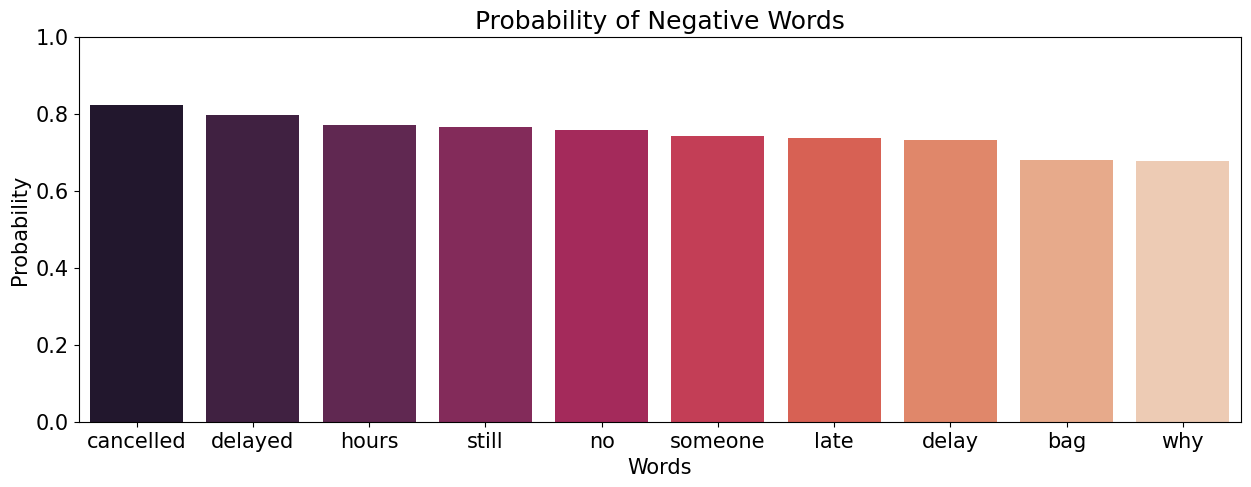 Probability of Negative Words
Probability
1.0
0.8
0.6
0.4
0.2
0.0
cancelled delayed hours still no someone late delay bag why
Words